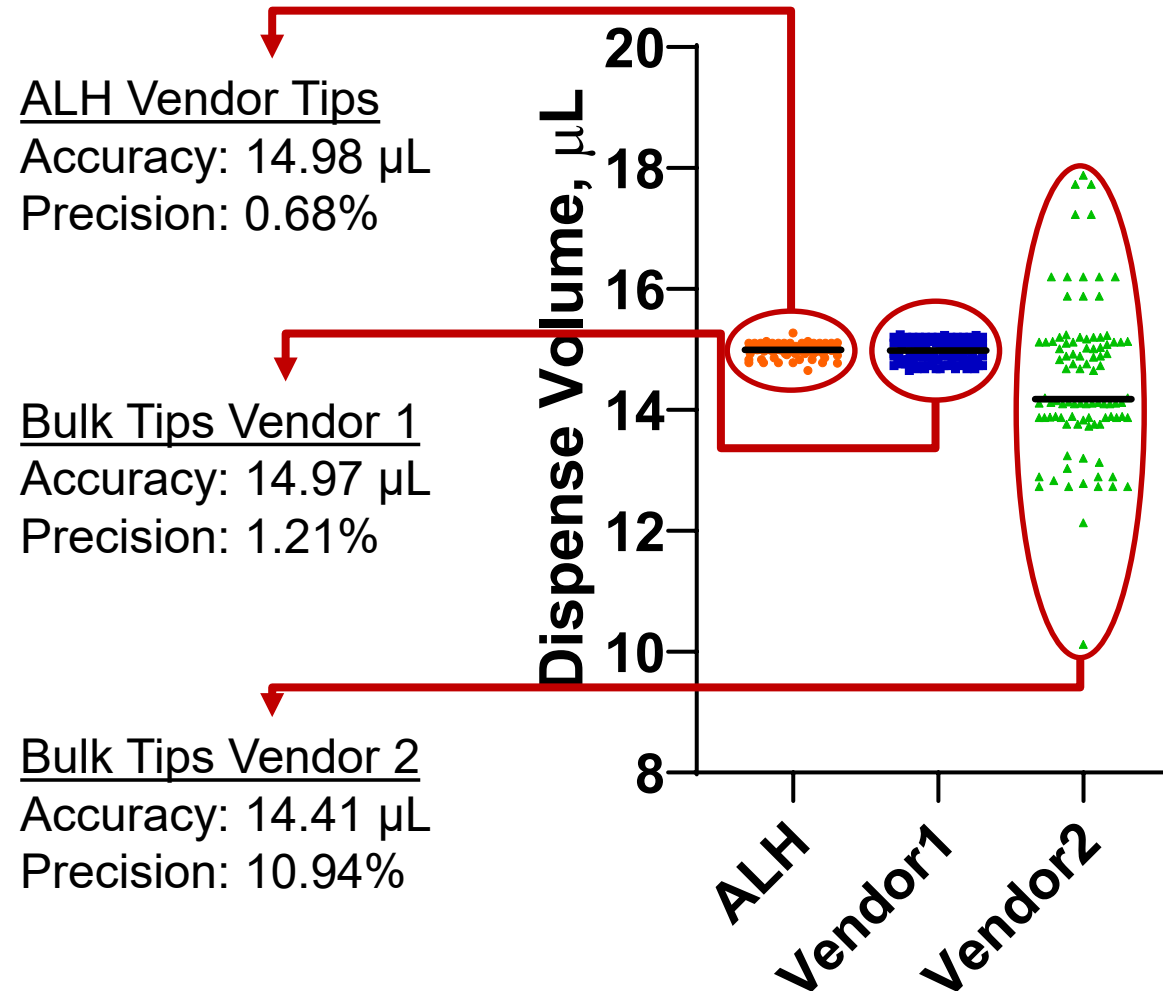 ALH Vendor Tips
Accuracy: 14.98 µL
Precision: 0.68%
Bulk Tips Vendor 1
Accuracy: 14.97 µL
Precision: 1.21%
Bulk Tips Vendor 2
Accuracy: 14.41 µL
Precision: 10.94%
Dispense Volume, µL
20
18
16
14
12
10
8
ALH
Vendor1
Vendor2